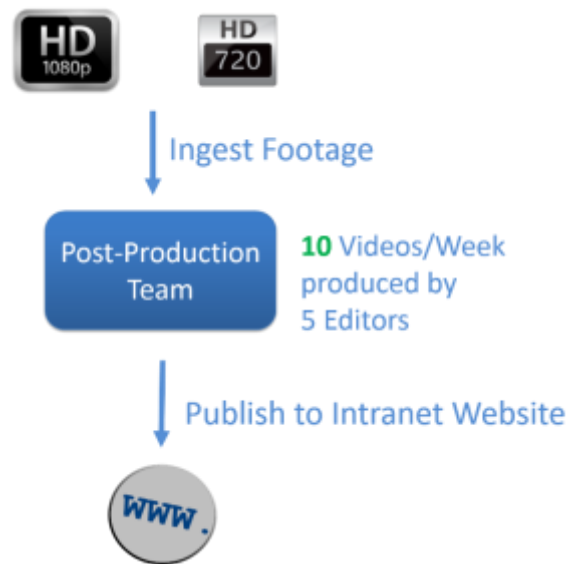 HD
1080p
HD
720
Ingest Footage
Post-Production
Team
10 Videos/Week
produced by
5 Editors
Publish to Intranet Website
www.